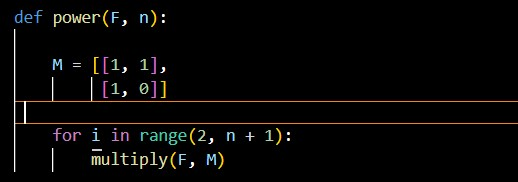 def power(F, n):
M = [[1, 1],
[1, 0]]
for i in range(2, n + 1):
multiply(F, M)